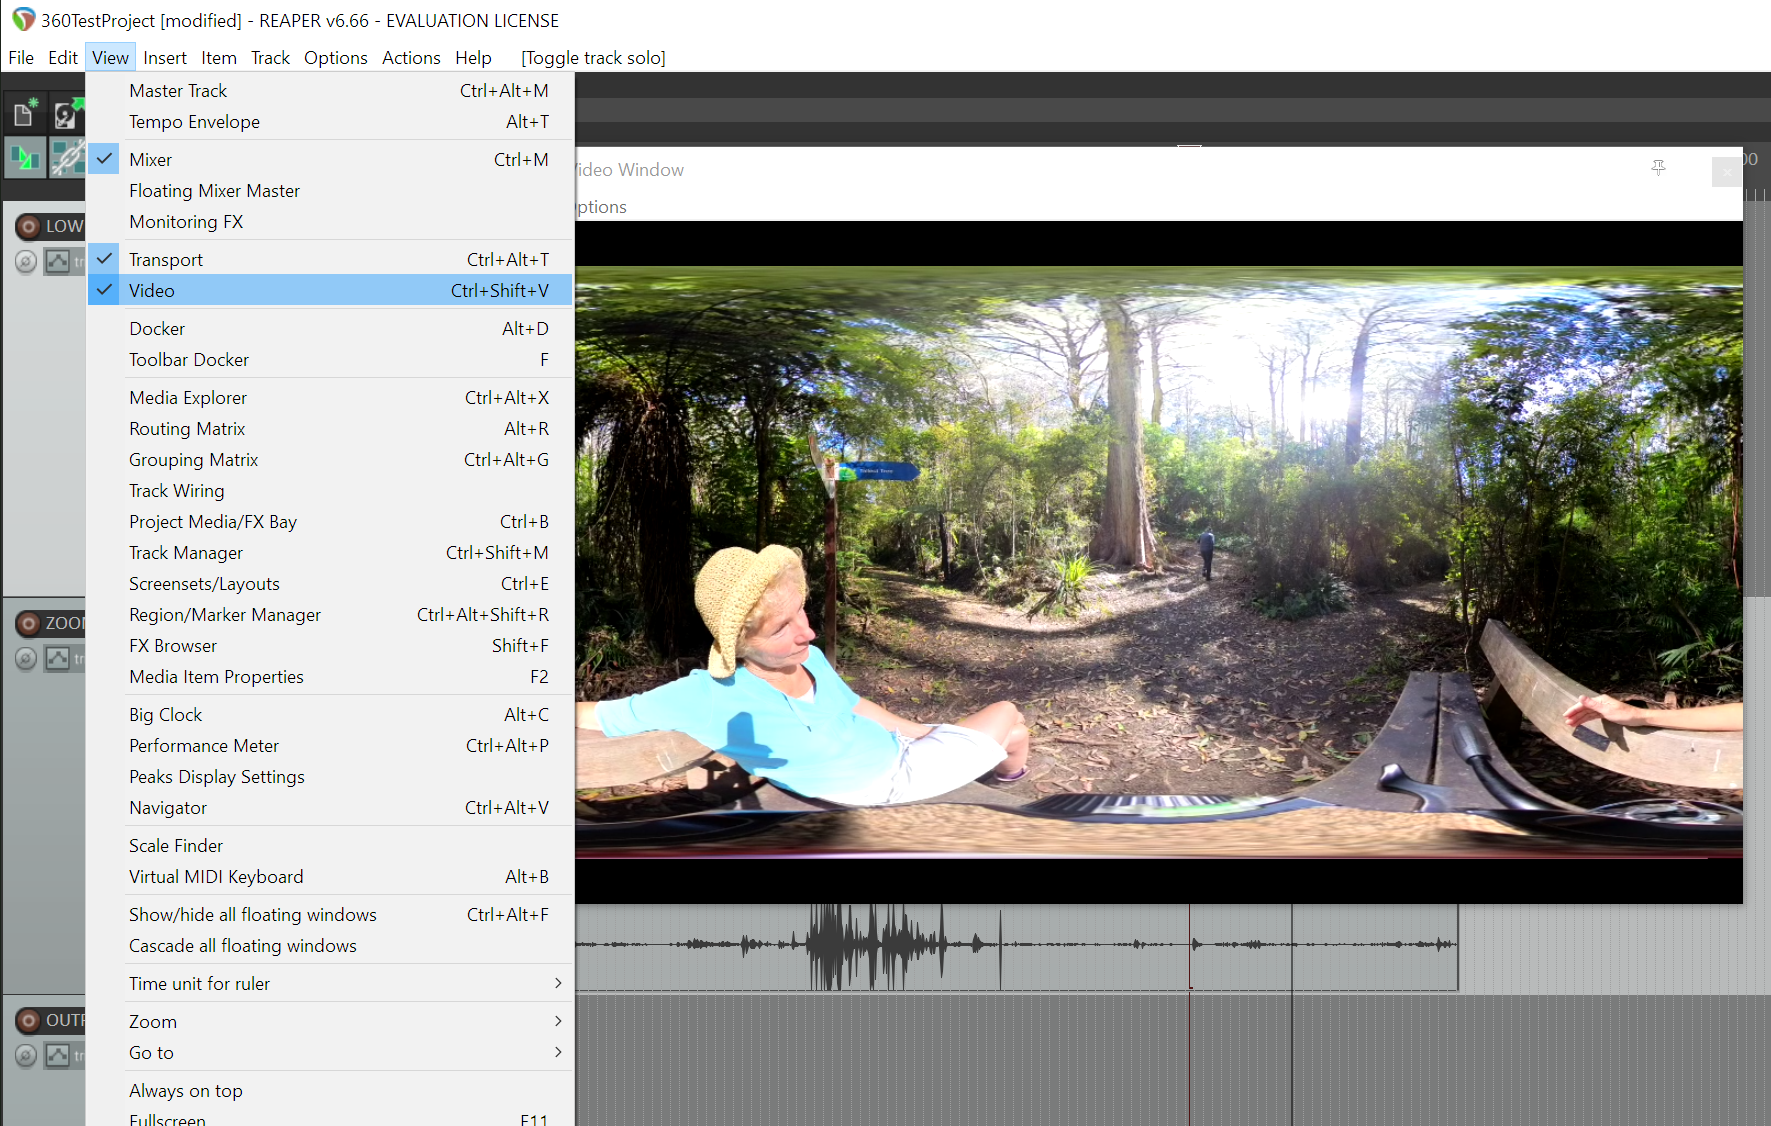 360TestProject [modified] - REAPER v6.66 - EVALUATION LICENSE
File Edit View Insert Item Track Options Actions Help [Toggle track solo]
Master Track Ctrl+Alt+M
Tempo Envelope Alt+T
Mixer Ctrl+M
Floating Mixer Master
Monitoring FX
Transport Ctrl+Alt+T
Video Ctrl+Shift+V
Docker Alt+D
Toolbar Docker F
Media Explorer Ctrl+Alt+X
Routing Matrix Alt+R
Grouping Matrix Ctrl+Alt+G
Track Wiring
Project Media/FX Bay Ctrl+B
Track Manager Ctrl+Shift+M
Screensets/Layouts Ctrl+E
Region/Marker Manager Ctrl+Alt+Shift+R
FX Browser Shift+F
Media Item Properties F2
Big Clock Alt+C
Performance Meter Ctrl+Alt+P
Peaks Display Settings
Navigator Ctrl+Alt+V
Scale Finder
Virtual MIDI Keyboard Alt+B
Show/hide all floating windows Ctrl+Alt+F
Cascade all floating windows
Time unit for ruler
Zoom
Go to
Always on top
Fullscreen F11
Video Window
ptions
00
LOW
tr
ZOO
tr
OUT
tr